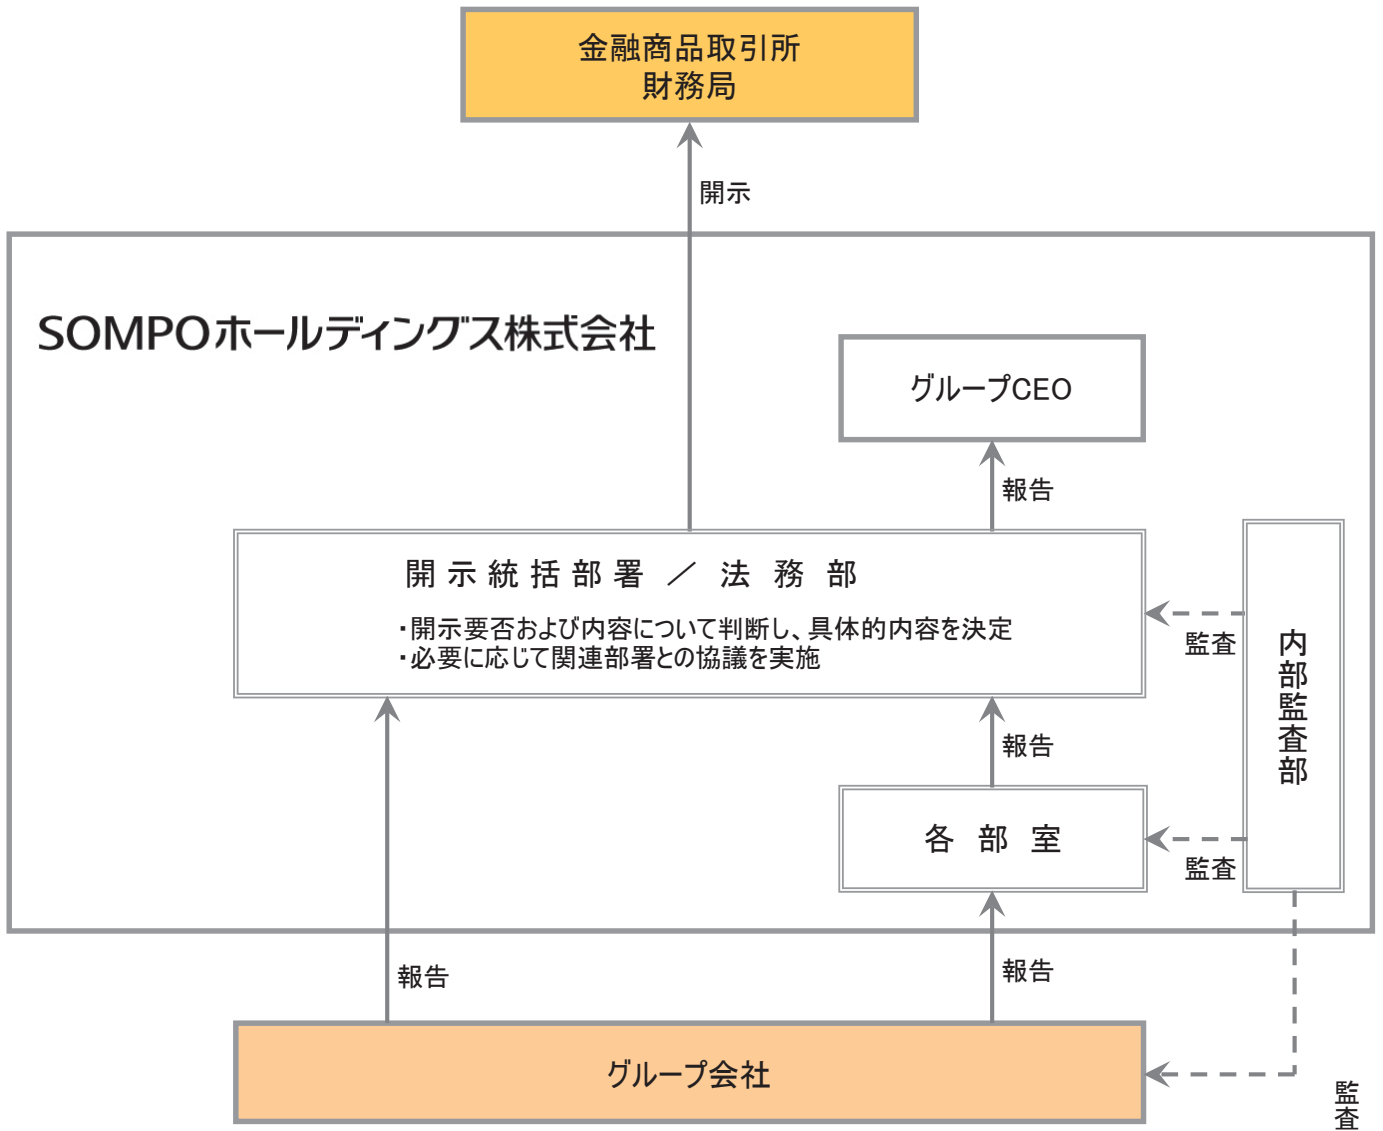 金融商品取引所
財務局
開示
SOMPOホールディングス株式会社
グループCEO
報告
開示統括部署 ／ 法務部
・開示要否および内容について判断し、具体的内容を決定
・必要に応じて関連部署との協議を実施
監査
内部監査部
報告
各部室
監査
報告
報告
グループ会社
監査